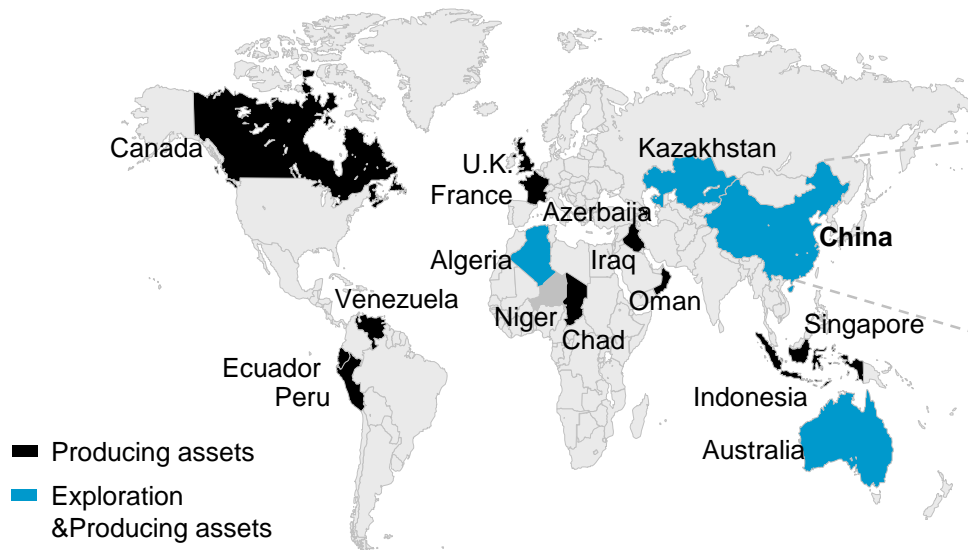 Canada
U.K.
France
Kazakhstan
Azerbaija
China
Algeria
Iraq
Oman
Venezuela
Niger
Chad
Singapore
Ecuador
Peru
Indonesia
Australia
Producing assets
Exploration
&Producing assets